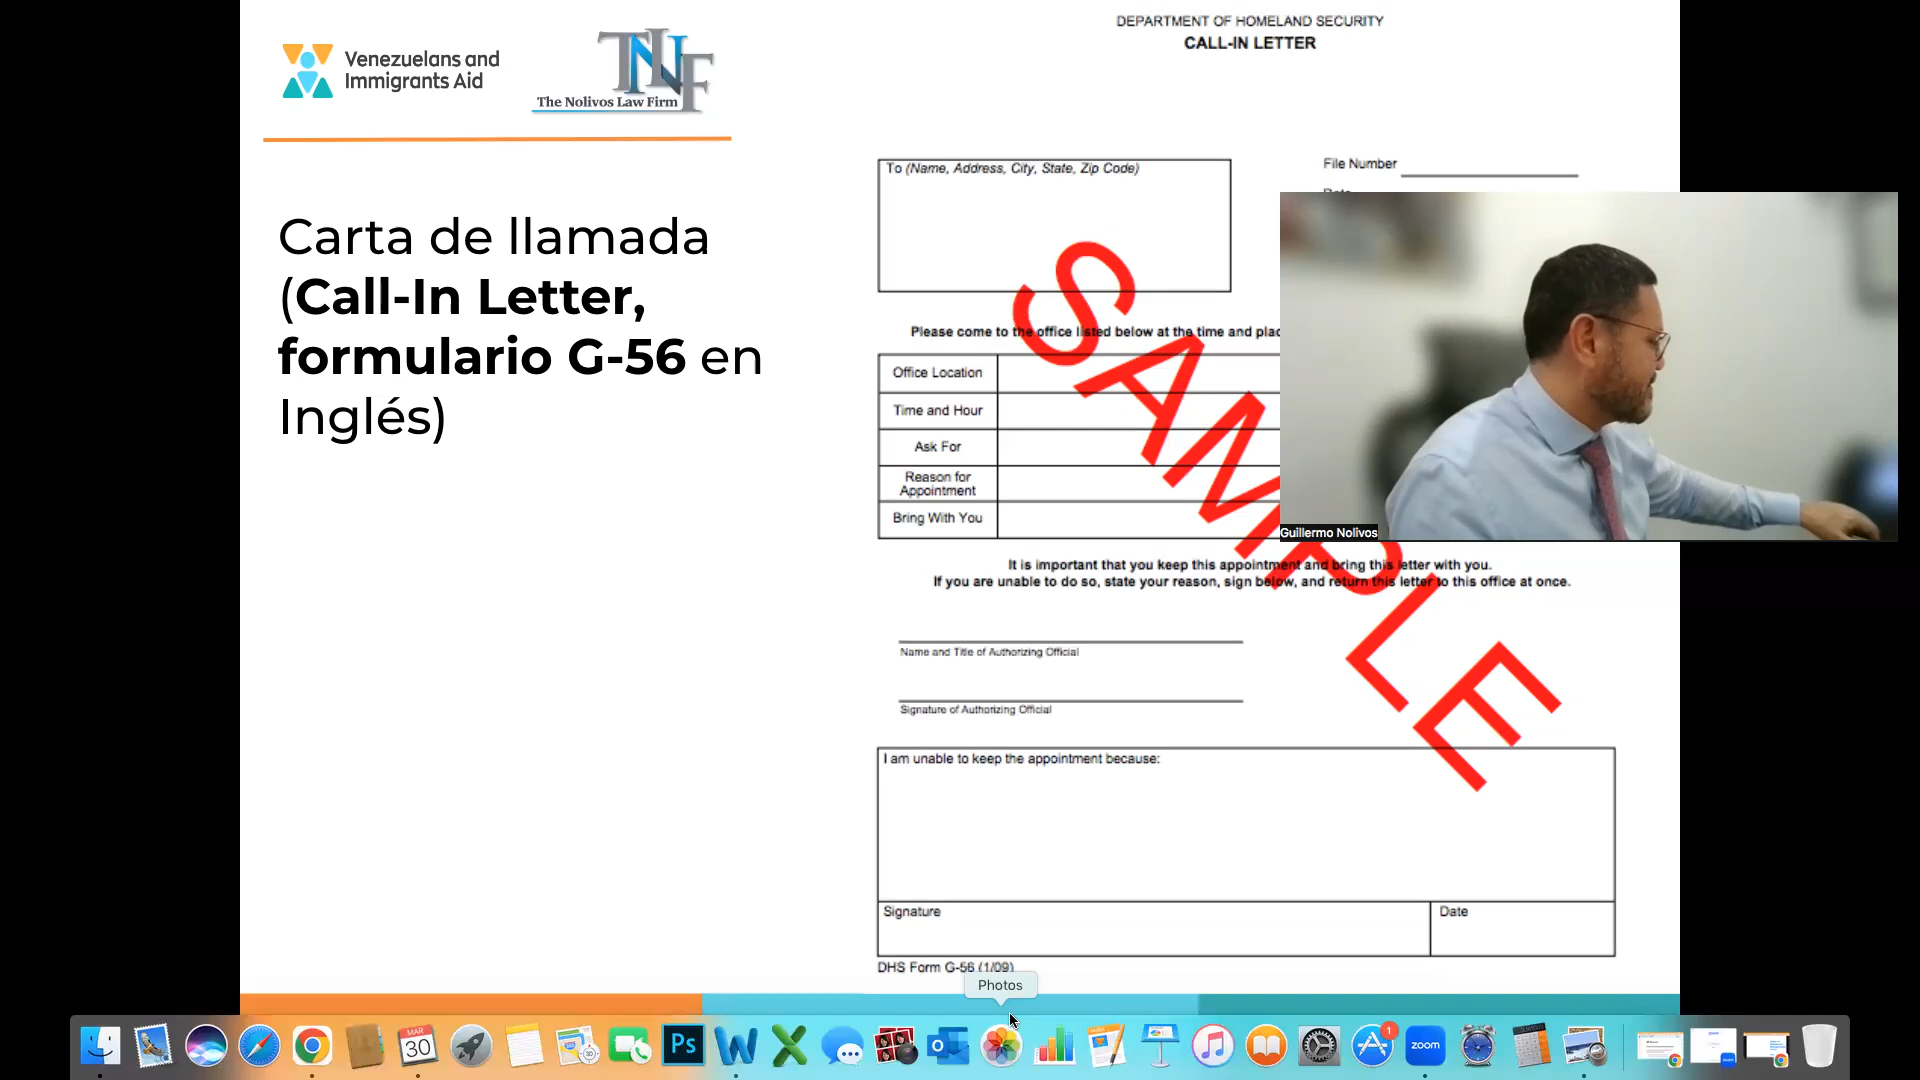 Venezuelans and
Immigrants Aid
TNF
The Nolivos Law Firm
Carta de llamada
(Call-In Letter,
formulario G-56 en
Inglés)
DEPARTMENT OF HOMELAND SECURITY
CALL-IN LETTER
To (Name, Address, City, State, Zip Code)
File Number
Date
SAMPLE
Please come to the office listed below at the time and plac
Office Location
Time and Hour
Ask For
Reason for
Appointment
Bring With You
Guillermo Nolivos
It is important that you keep this appointment and bring this letter with you.
If you are unable to do so, state your reason, sign below, and return this letter to this office at once.
Name and Title of Authorizing Official
Signature of Authorizing Official
I am unable to keep the appointment because:
Signature
Date
DHS Form G-56 (1/09)
Photos
MAR
30
Ps
1
zoom